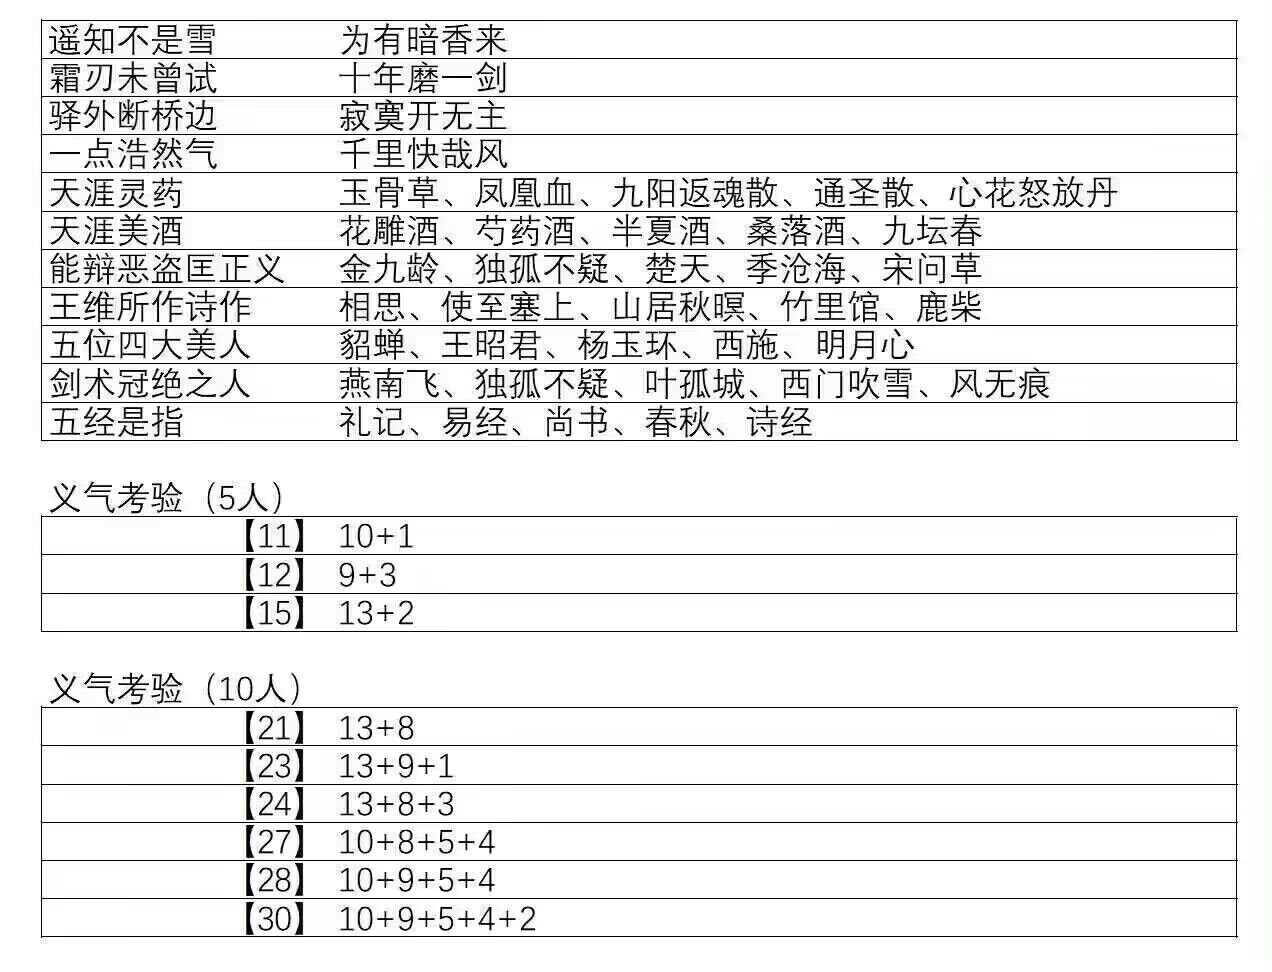 遥知不是雪 为有暗香来
霜刃未曾试 十年磨一剑
驿外断桥边 寂寞开无主
一点浩然气 千里快哉风
天涯灵药 玉骨草、凤凰血、九阳返魂散、通圣散、心花怒放丹
天涯美酒 花雕酒、芍药酒、半夏酒、桑落酒、九坛春
能辩恶盗匡正义 金九龄、独孤不疑、楚天、季沧海、宋问草
王维所作诗作 相思、使至塞上、山居秋暝、竹里馆、鹿柴
五位四大美人 貂蝉、王昭君、杨玉环、西施、明月心
剑术冠绝之人 燕南飞、独孤不疑、叶孤城、西门吹雪、风无痕
五经是指 礼记、易经、尚书、春秋、诗经
义气考验（5人）
【11】 10+1
【12】 9+3
【15】 13+2
义气考验（10人）
【21】 13+8
【23】 13+9+1
【24】 13+8+3
【27】 10+8+5+4
【28】 10+9+5+4
【30】 10+9+5+4+2